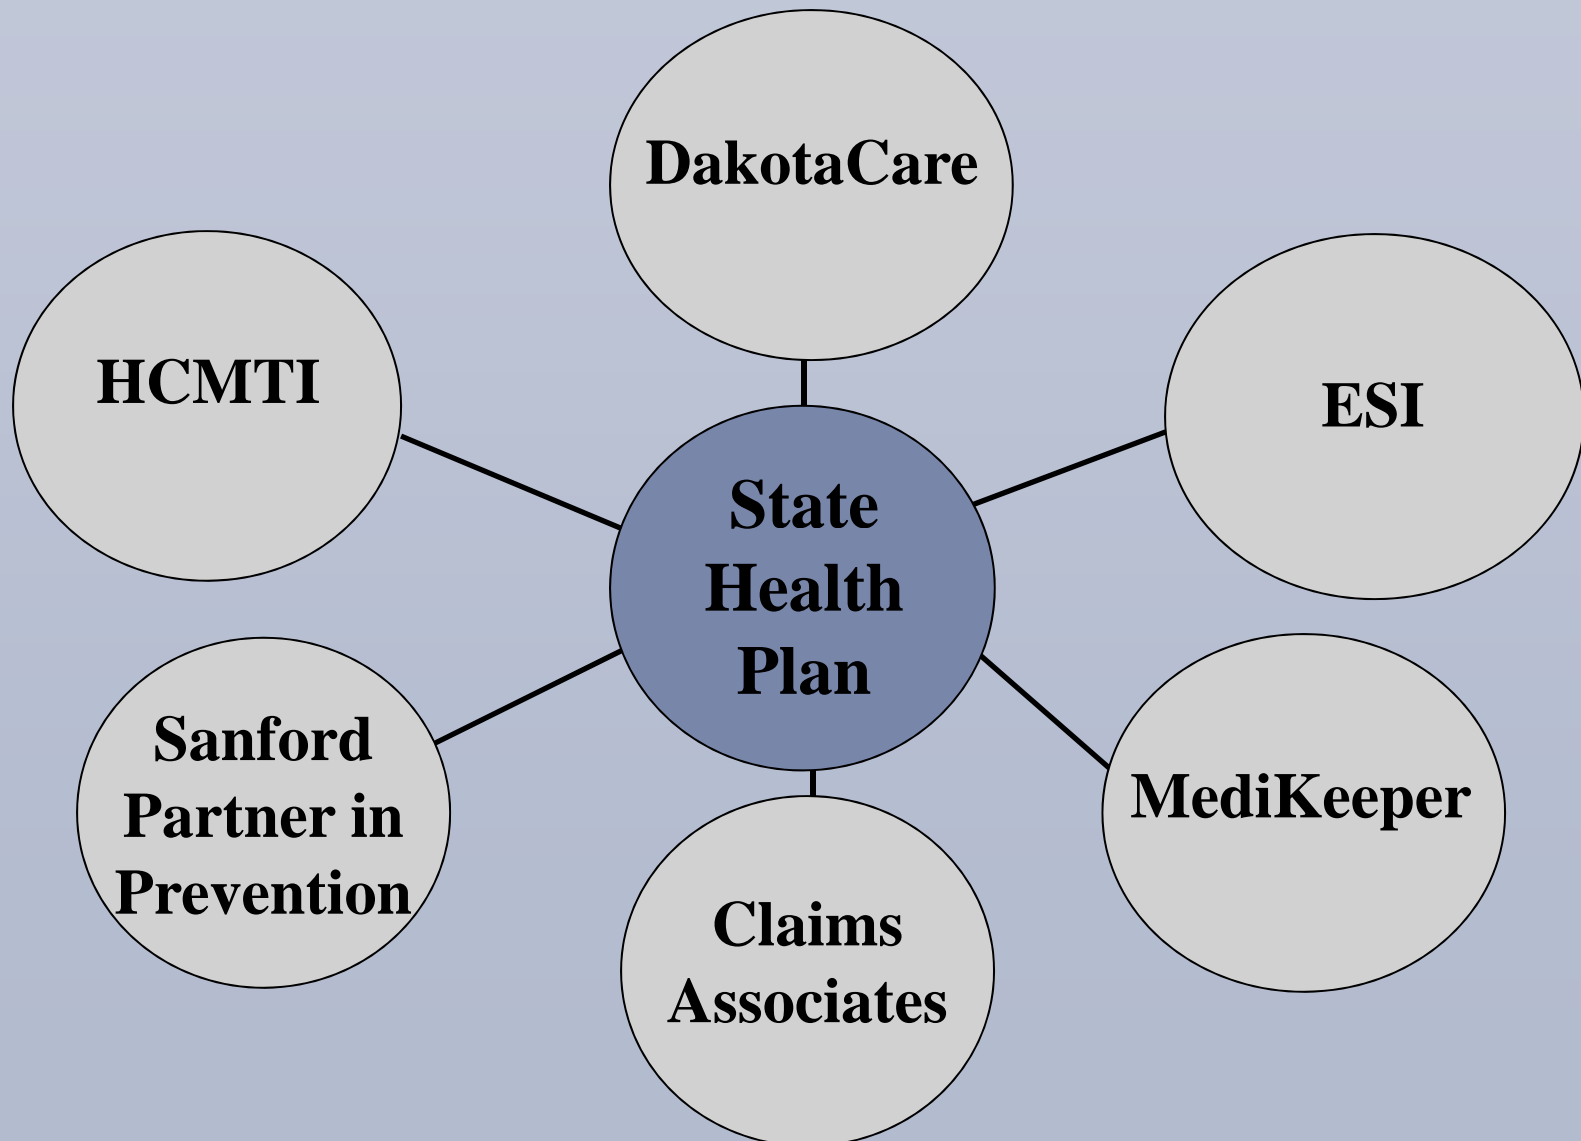 DakotaCare
HCMTI
ESI
State
Health
Plan
Sanford
Partner in
Prevention
MediKeeper
Claims
Associates